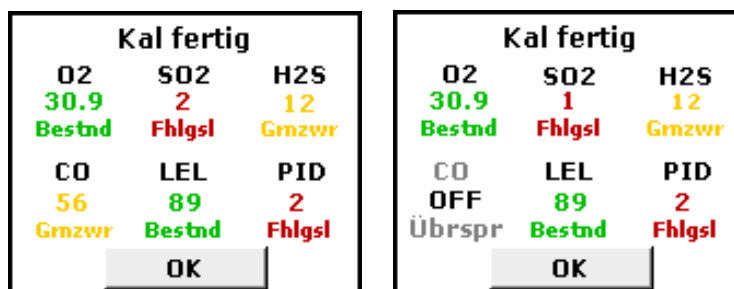 Kal fertig
O2 SO2 H2S
30.9 2 12
Bestnd Fhlgsl Grnzwr
CO LEL PID
56 89 2
Grnzwr Bestnd Fhlgsl
OK
Kal fertig
O2 SO2 H2S
30.9 1 12
Bestnd Fhlgsl Grnzwr
CO LEL PID
OFF 89 2
Übrspr Bestnd Fhlgsl
OK